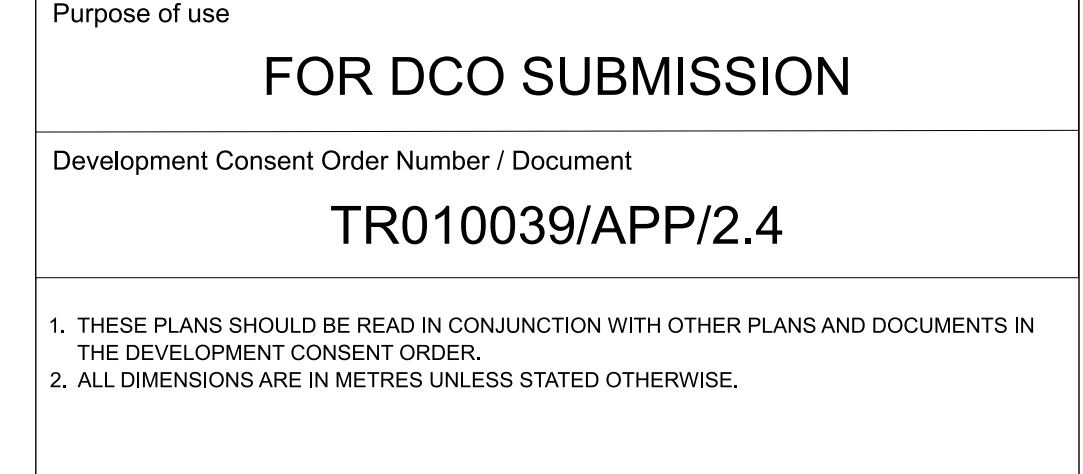 Purpose of use
FOR DCO SUBMISSION
Development Consent Order Number / Document
TR010039/APP/2.4
1. THESE PLANS SHOULD BE READ IN CONJUNCTION WITH OTHER PLANS AND DOCUMENTS IN
THE DEVELOPMENT CONSENT ORDER.
2. ALL DIMENSIONS ARE IN METRES UNLESS STATED OTHERWISE.